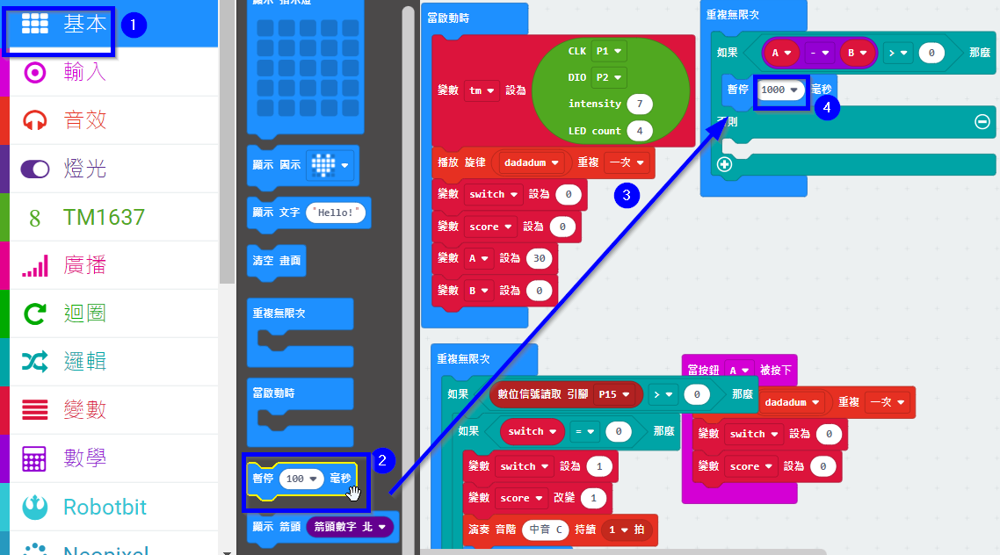 基本
1
輸入
音效
燈光
8 TM1637
廣播
迴圈
邏輯
變數
數學
Robotbit
Neopixel
顯示 指示燈
顯示 圖示
顯示 文字 "Hello!"
清空 畫面
重複無限次
當啟動時
暫停 100 毫秒
2
顯示 箭頭 箭頭數字 北
當啟動時
變數 tm 設為
CLK P1
DIO P2
intensity 7
LED count 4
播放 旋律 dadadum 重複 一次
變數 switch 設為 0
3
變數 score 設為 0
變數 A 設為 30
變數 B 設為 0
重複無限次
如果 A - B > 0 那麼
暫停 1000 毫秒
4
否則
重複無限次
如果 數位信號讀取 引腳 P15 > 0 那麼
如果 switch = 0 那麼
變數 switch 設為 1
變數 score 改變 1
演奏 音階 中音 C 持續 1 拍
當按鈕 A 被按下
dadadum 重複 一次
變數 switch 設為 0
變數 score 設為 0